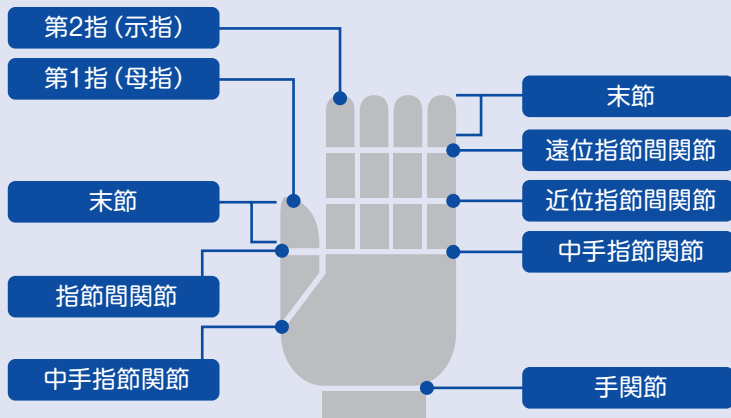 第2指（示指）
第1指（母指）
末節
指節間関節
中手指節関節
末節
遠位指節間関節
近位指節間関節
中手指節関節
手関節